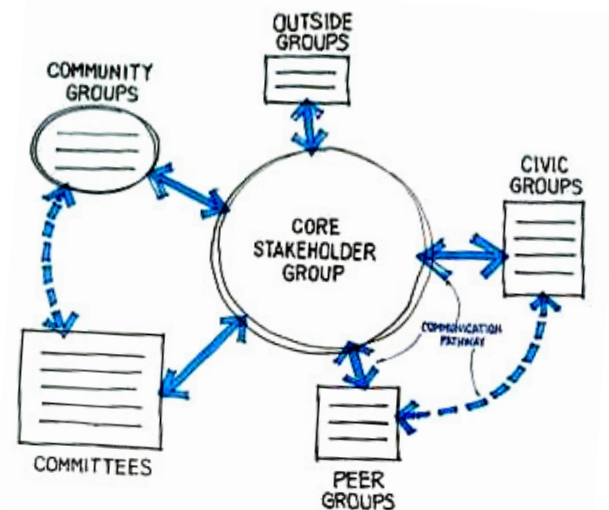 OUTSIDE
GROUPS
COMMUNITY
GROUPS
CIVIC
GROUPS
CORE
STAKEHOLDER
GROUP
COMMUNICATION
PATHWAY
COMMITTEES
PEER
GROUPS